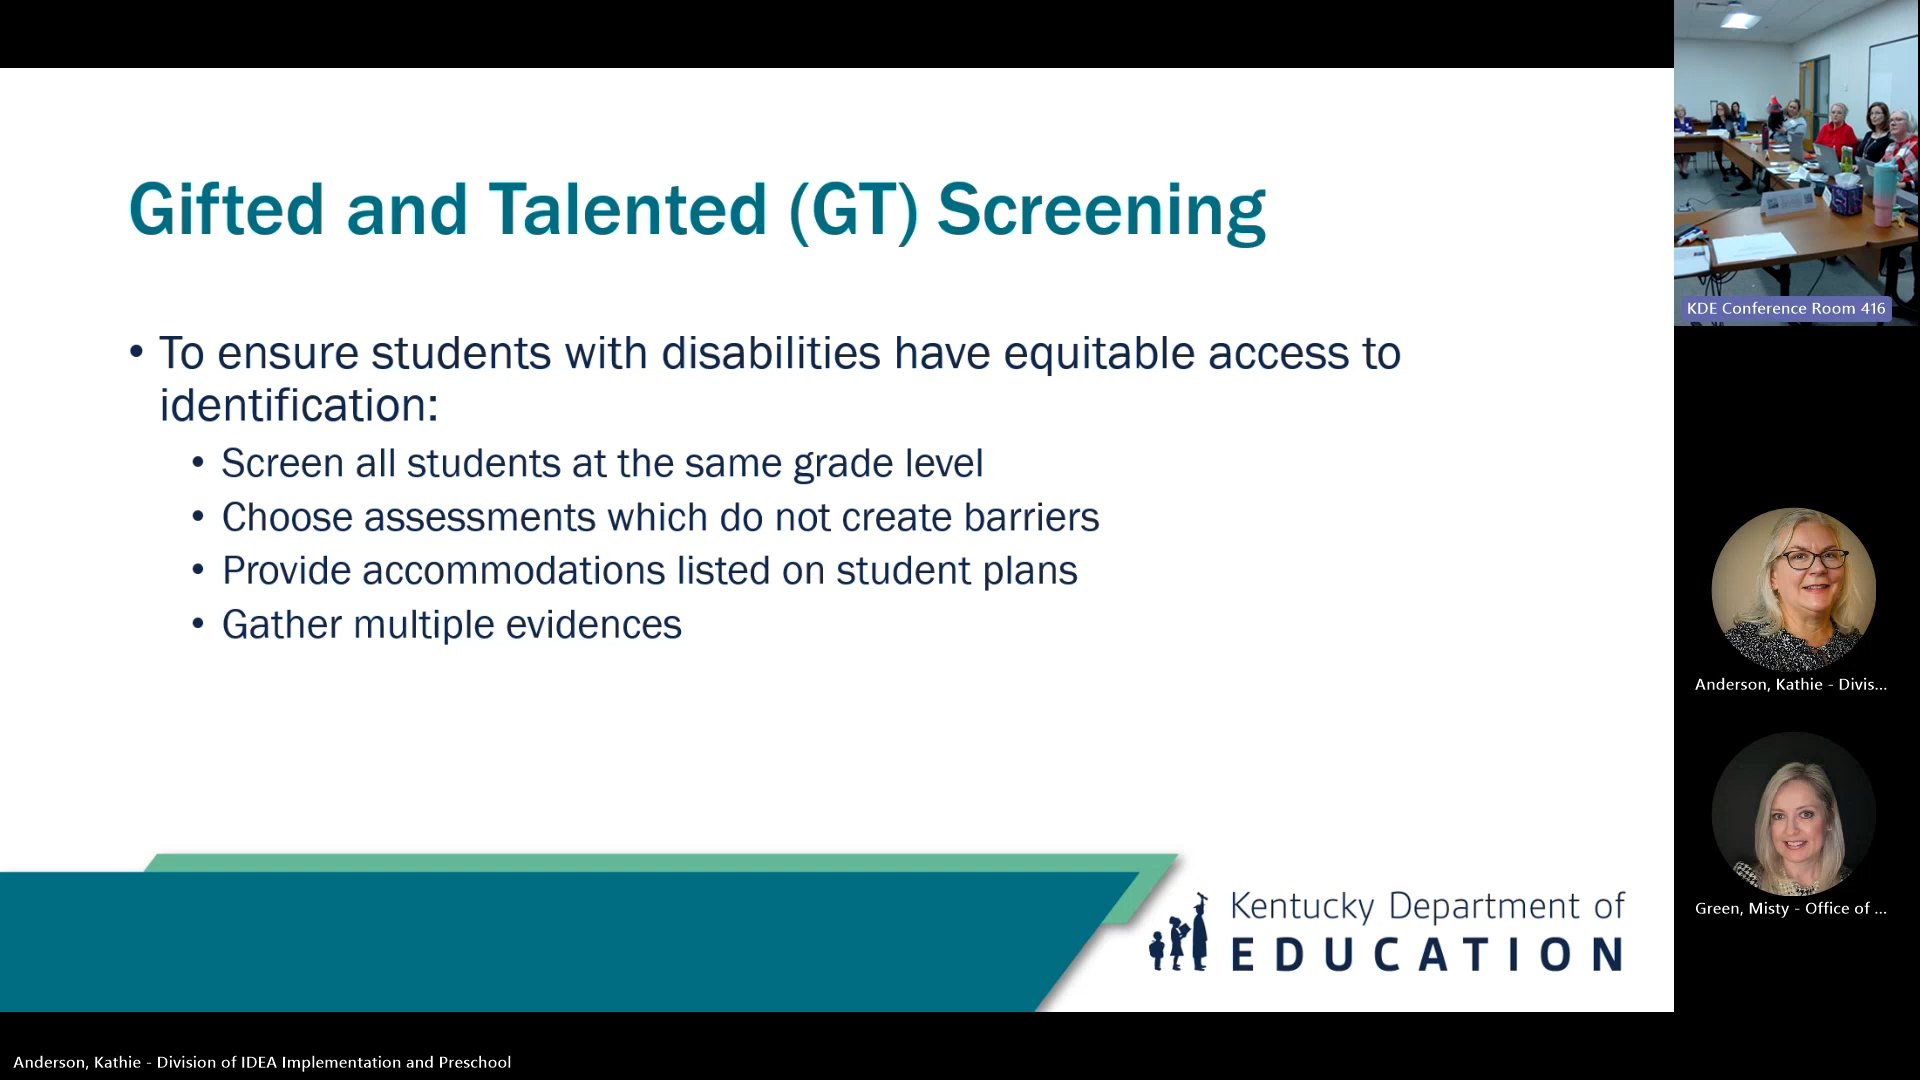 Gifted and Talented (GT) Screening
• To ensure students with disabilities have equitable access to
identification:
• Screen all students at the same grade level
• Choose assessments which do not create barriers
• Provide accommodations listed on student plans
• Gather multiple evidences
Kentucky Department of
EDUCATION
KDE Conference Room 416
Anderson, Kathie - Divis...
Green, Misty - Office of ...
Anderson, Kathie - Division of IDEA Implementation and Preschool